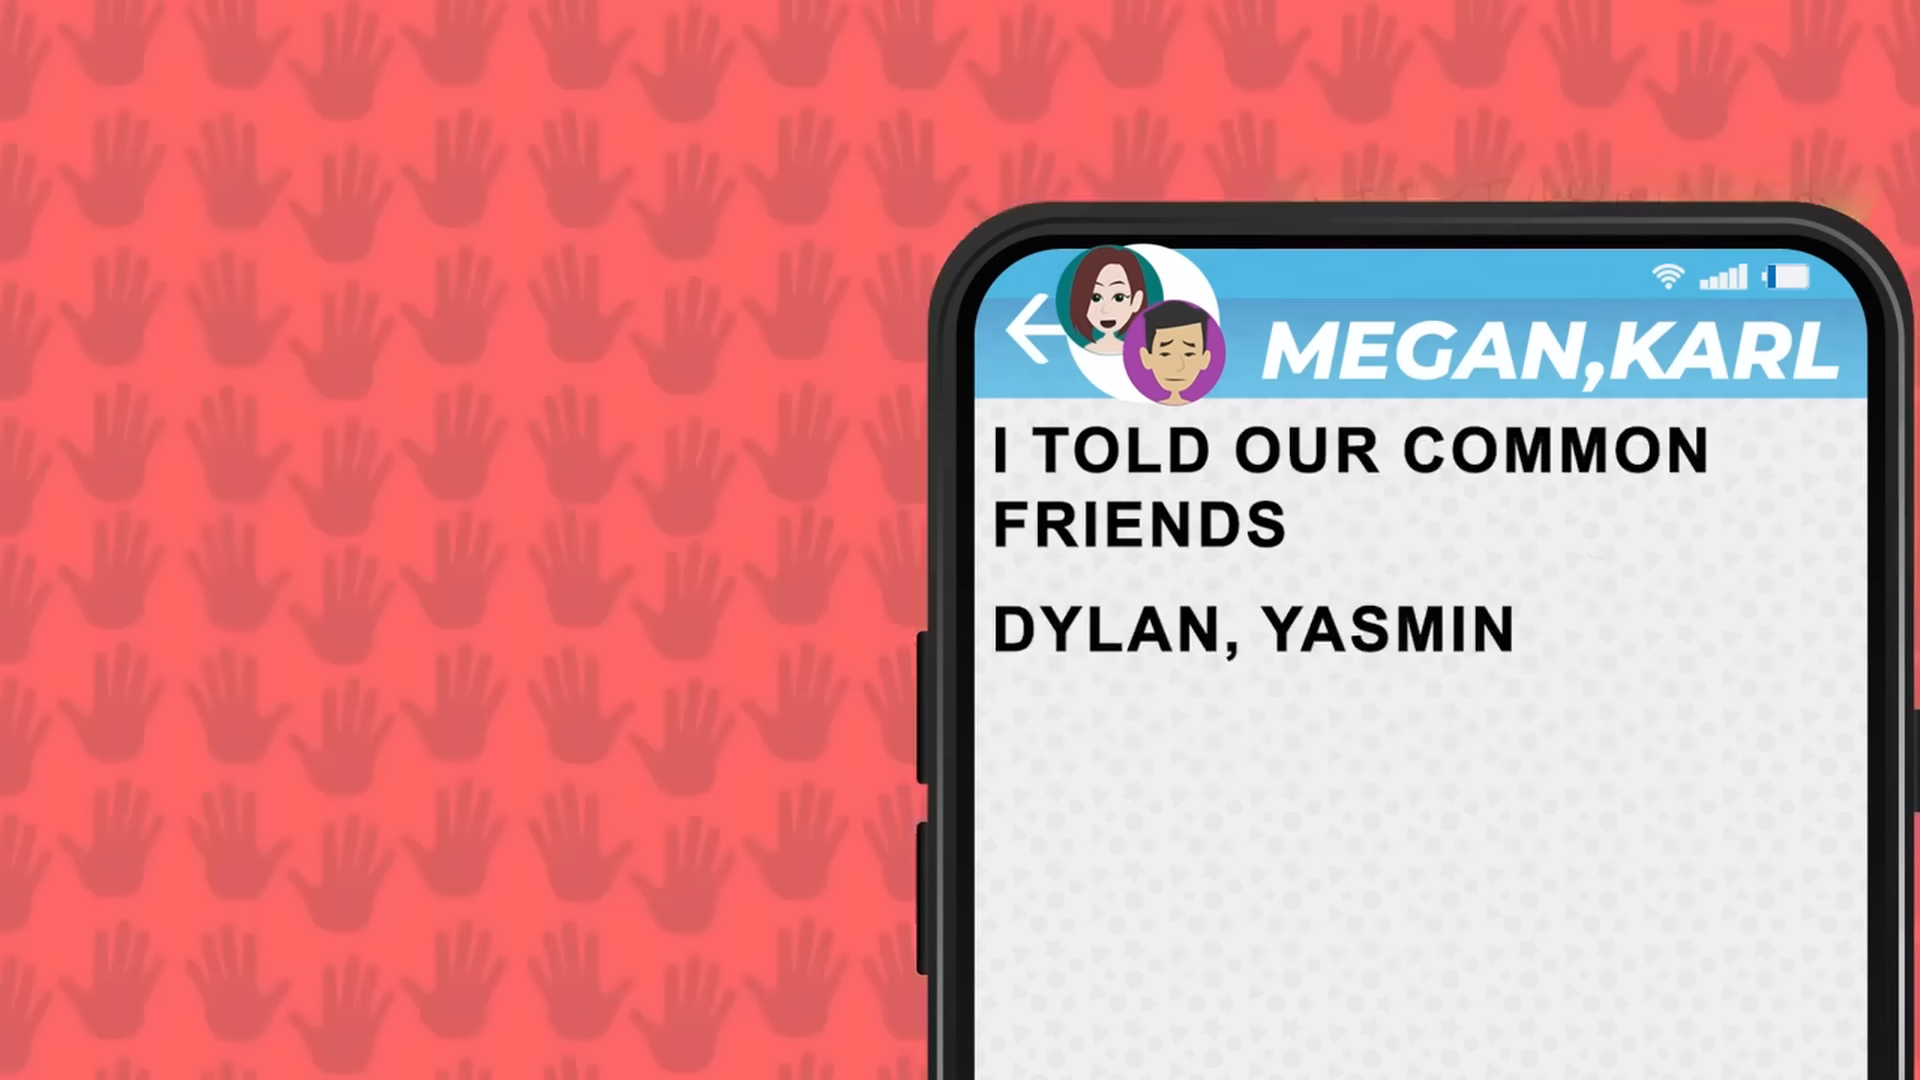 MEGAN,KARL
I TOLD OUR COMMON
FRIENDS
DYLAN, YASMIN